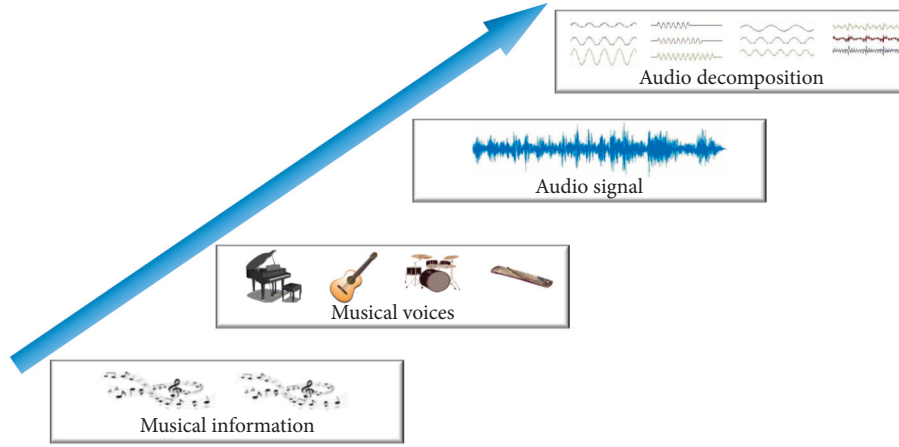 Audio decomposition
Audio signal
Musical voices
Musical information